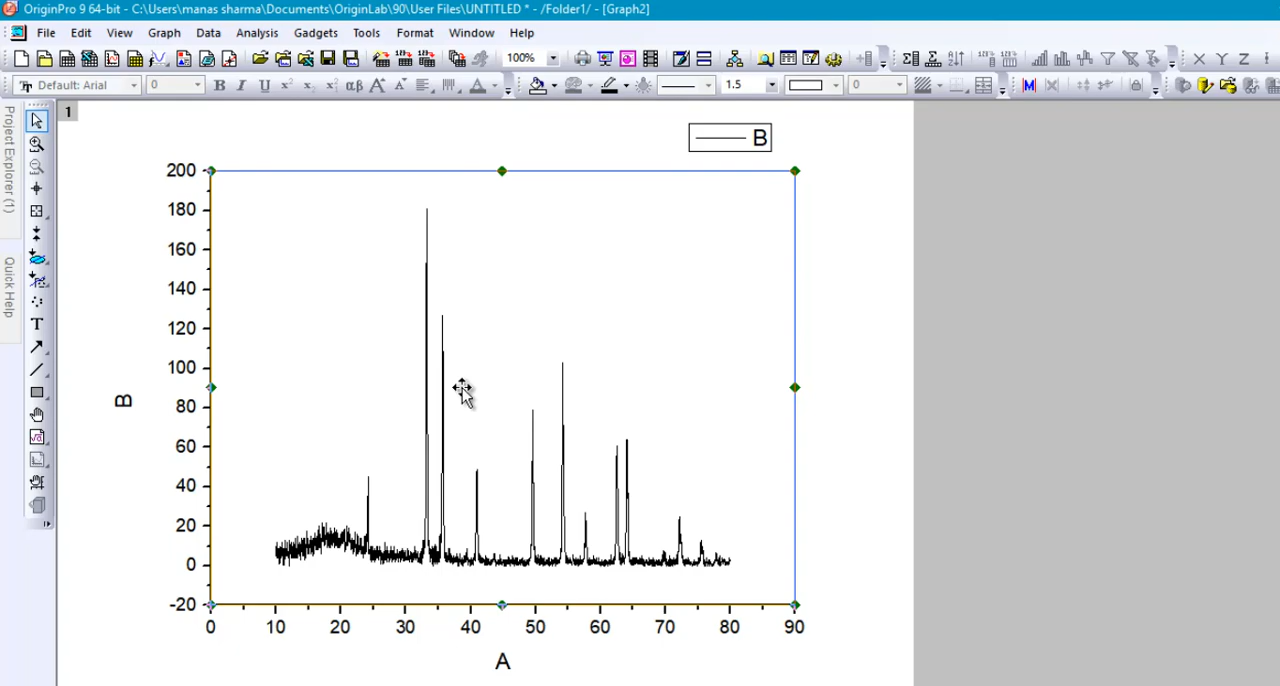 OriginPro 9 64-bit - C:\Users\manas sharma\Documents\OriginLab\90\User Files\UNTITLED * - /Folder1/ - [Graph2]
File Edit View Graph Data Analysis Gadgets Tools Format Window Help
100%
Default: Arial 0 B I U αβ A A A 1.5 0 M
X Y Z
Project Explorer (1)
Quick Help
T
1
B
200
180
160
140
120
100
80
60
40
20
0
-20
B
0 10 20 30 40 50 60 70 80 90
A